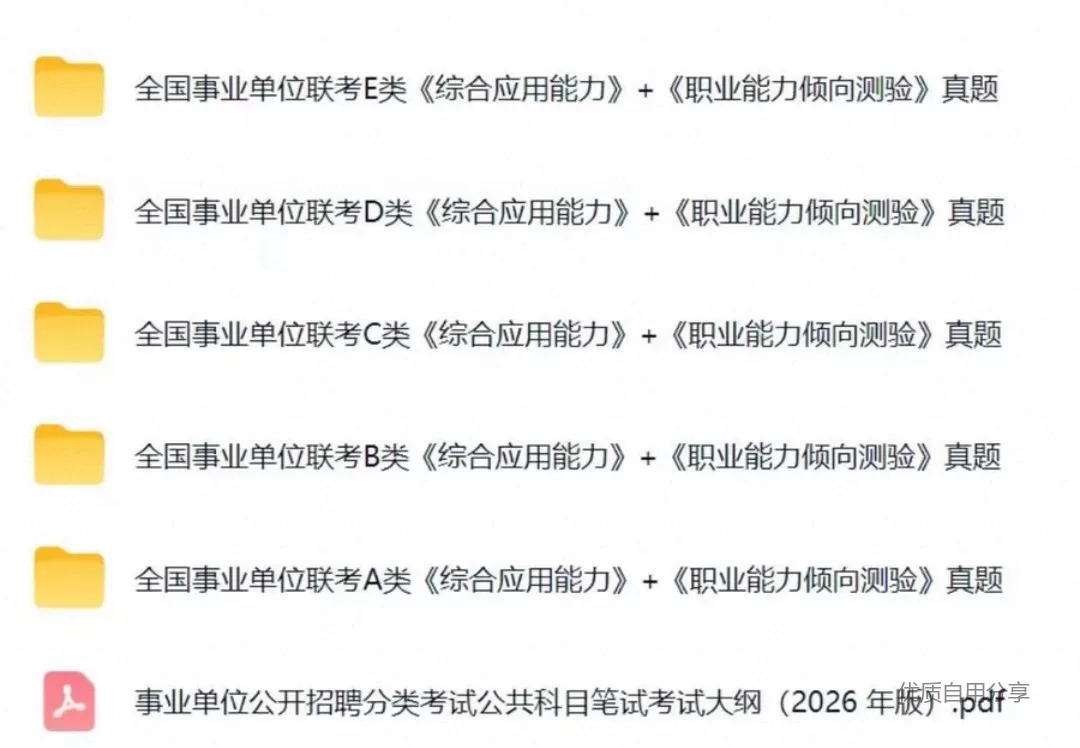 全国事业单位联考E类《综合应用能力》+《职业能力倾向测验》真题
全国事业单位联考D类《综合应用能力》+《职业能力倾向测验》真题
全国事业单位联考C类《综合应用能力》+《职业能力倾向测验》真题
全国事业单位联考B类《综合应用能力》+《职业能力倾向测验》真题
全国事业单位联考A类《综合应用能力》+《职业能力倾向测验》真题
事业单位公开招聘分类考试公共科目笔试考试大纲（2026 年版）.pdf
优质自用分享